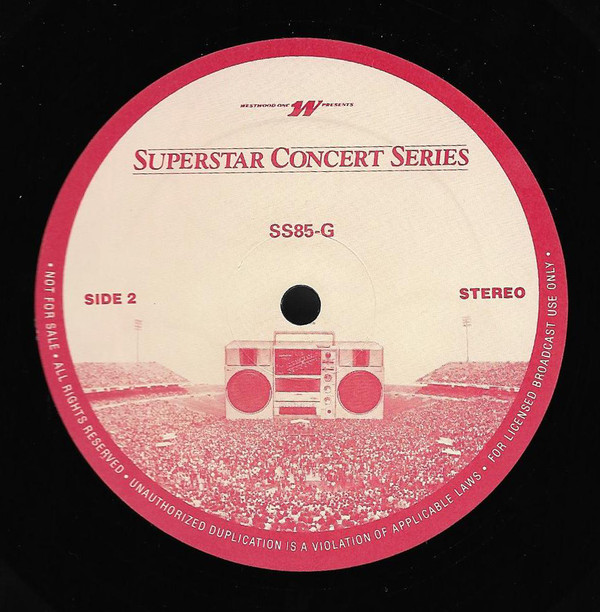 WESTWOOD ONE W PRESENTS
SUPERSTAR CONCERT SERIES
SS85-G
SIDE 2
STEREO
• NOT FOR SALE • ALL RIGHTS RESERVED • UNAUTHORIZED DUPLICATION IS A VIOLATION OF APPLICABLE LAWS • FOR LICENSED BROADCAST USE ONLY •